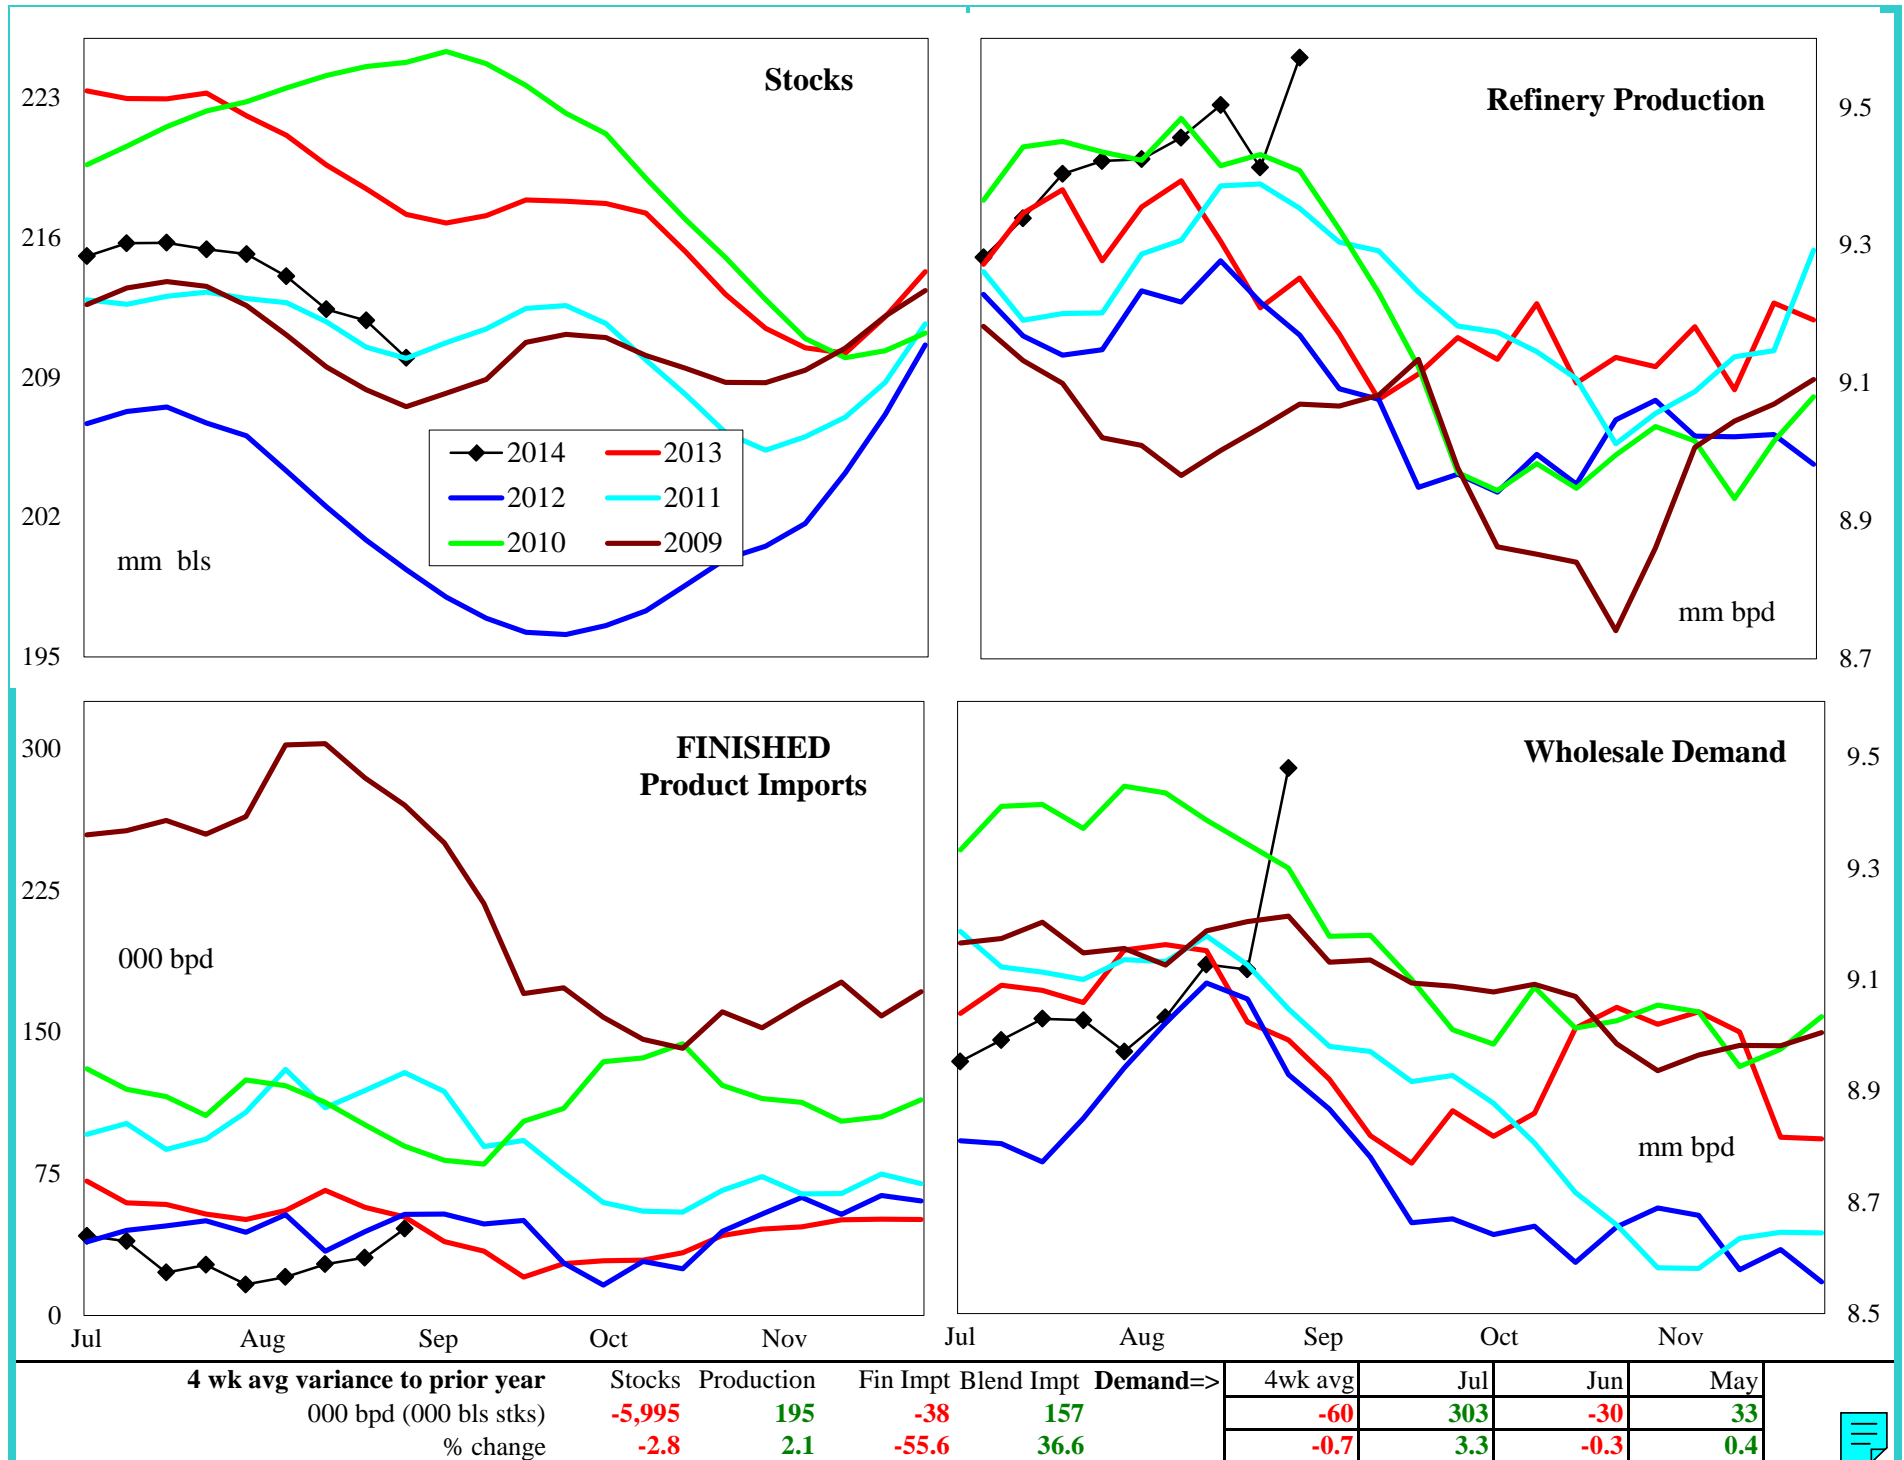 Stocks
223
216
209
202
195
mm bls
2014
2013
2012
2011
2010
2009
Refinery Production
9.5
9.3
9.1
8.9
8.7
mm bpd
FINISHED
Product Imports
300
225
150
75
0
000 bpd
Jul Aug Sep Oct Nov
Wholesale Demand
9.5
9.3
9.1
8.9
8.7
8.5
mm bpd
Jul Aug Sep Oct Nov
4 wk avg variance to prior year Stocks Production Fin Impt Blend Impt Demand=> 4wk avg Jul Jun May
000 bpd (000 bls stks) -5,995 195 -38 157 -60 303 -30 33
% change -2.8 2.1 -55.6 36.6 -0.7 3.3 -0.3 0.4